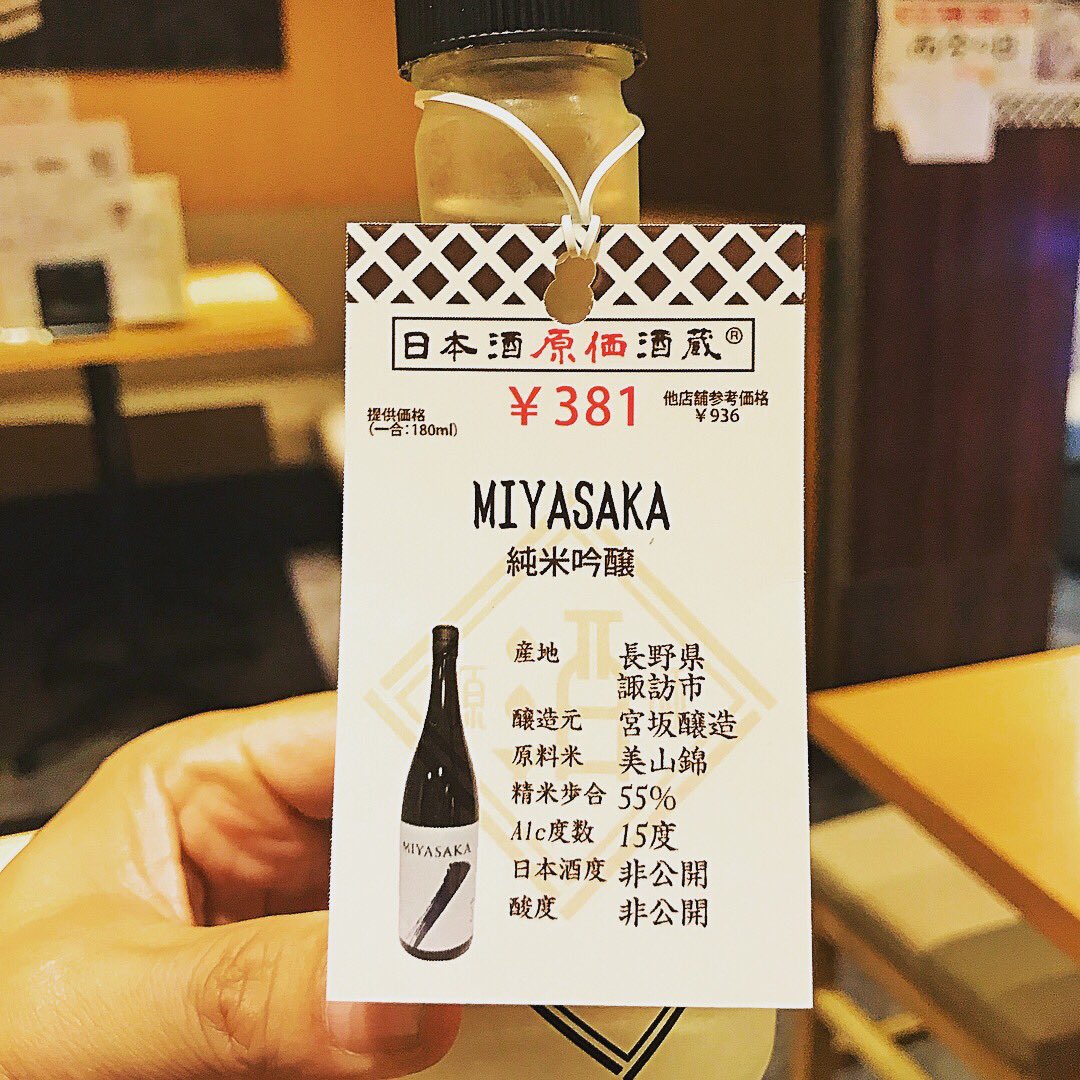 日本酒原価酒蔵®
提供価格
(一合:180ml)
¥381
他店舗参考価格
¥936
MIYASAKA
純米吟醸
産地 長野県
諏訪市
醸造元 宮坂醸造
原料米 美山錦
精米歩合 55%
Alc度数 15度
日本酒度 非公開
酸度 非公開
MIYASAKA